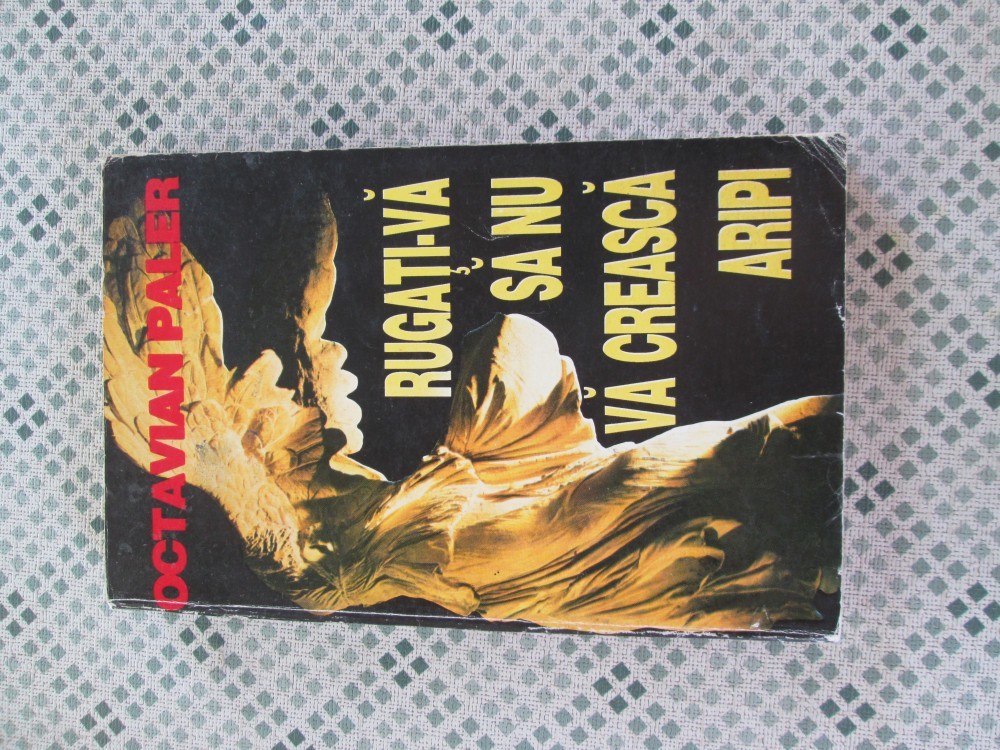 OCTAVIAN PALER
RUGAȚI-VĂ
SĂ NU
VĂ CREASCĂ
ARIPI